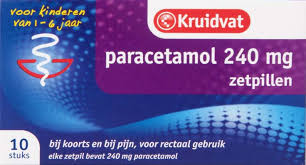 voor kinderen
van 1 - 6 jaar
Kruidvat
paracetamol 240 mg
zetpillen
10
stuks
bij koorts en bij pijn, voor rectaal gebruik
elke zetpil bevat 240 mg paracetamol